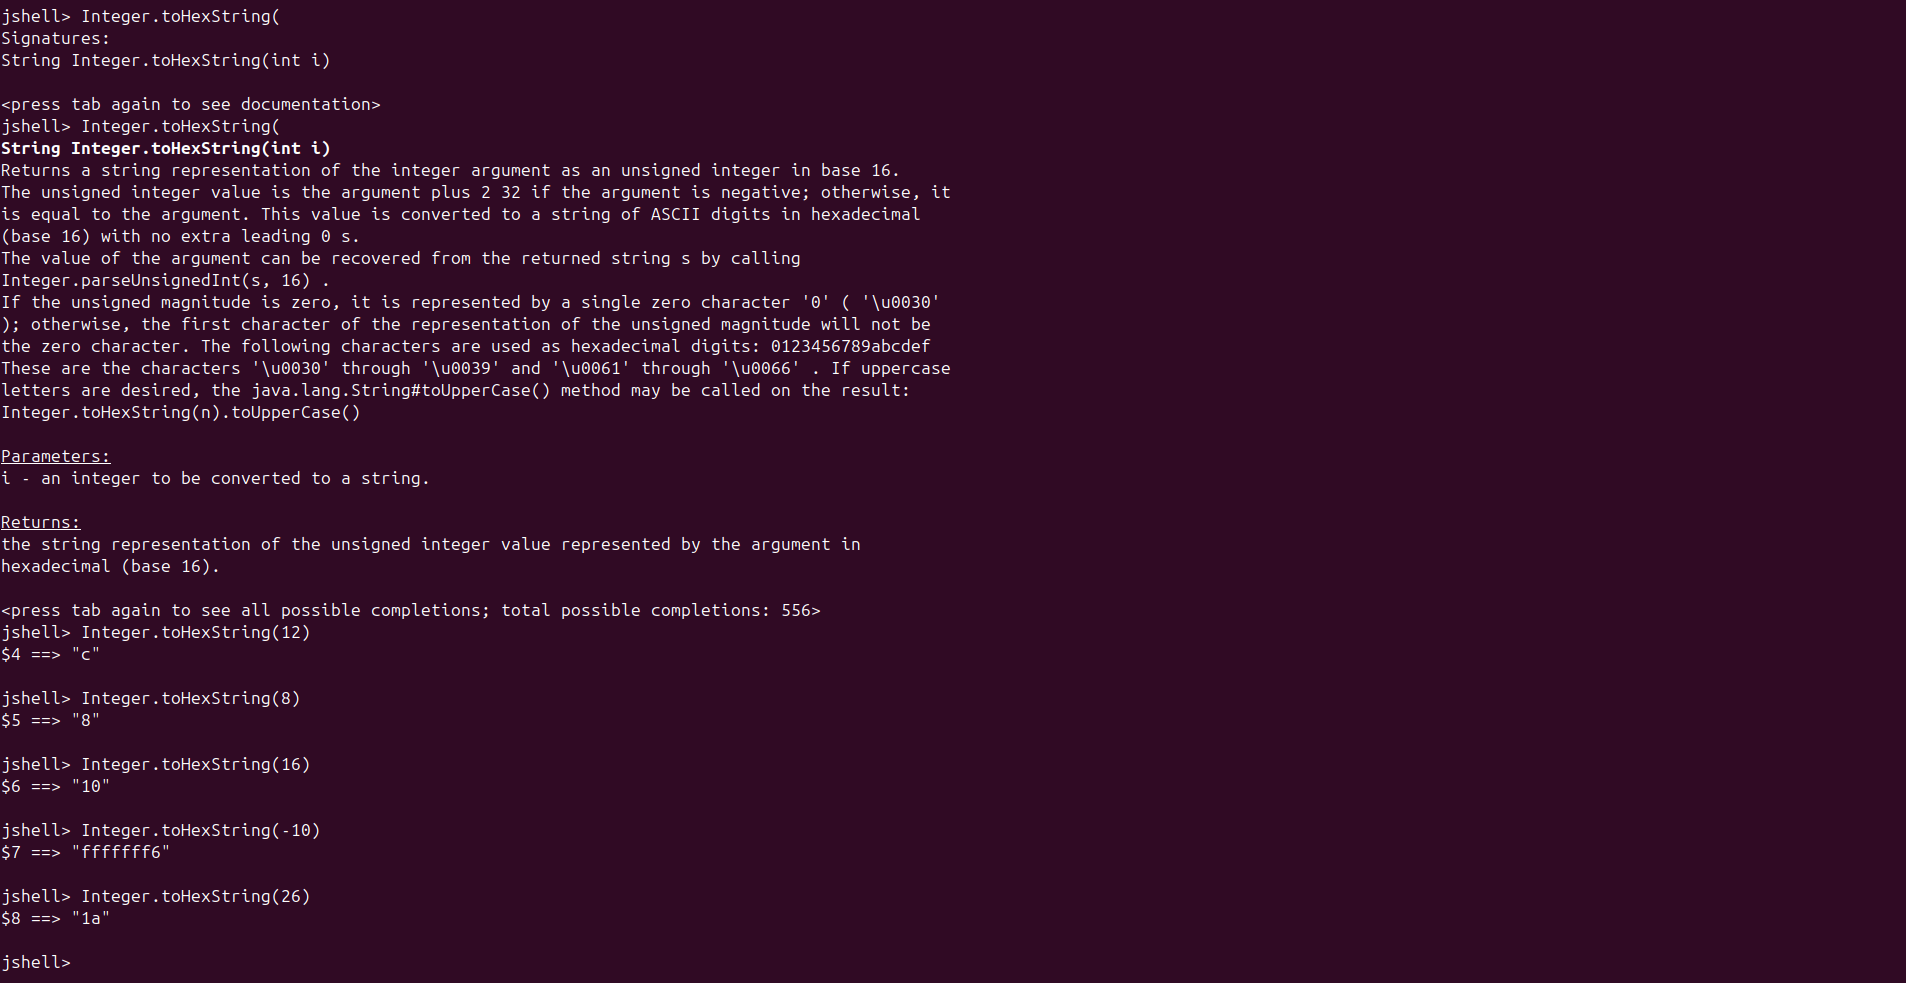 jshell> Integer.toHexString(
Signatures:
String Integer.toHexString(int i)
<press tab again to see documentation>
jshell> Integer.toHexString(
String Integer.toHexString(int i)
Returns a string representation of the integer argument as an unsigned integer in base 16.
The unsigned integer value is the argument plus 2 32 if the argument is negative; otherwise, it
is equal to the argument. This value is converted to a string of ASCII digits in hexadecimal
(base 16) with no extra leading 0 s.
The value of the argument can be recovered from the returned string s by calling
Integer.parseUnsignedInt(s, 16) .
If the unsigned magnitude is zero, it is represented by a single zero character '0' ( '\u0030'
); otherwise, the first character of the representation of the unsigned magnitude will not be
the zero character. The following characters are used as hexadecimal digits: 0123456789abcdef
These are the characters '\u0030' through '\u0039' and '\u0061' through '\u0066' . If uppercase
letters are desired, the java.lang.String#toUpperCase() method may be called on the result:
Integer.toHexString(n).toUpperCase()
Parameters:
i - an integer to be converted to a string.
Returns:
the string representation of the unsigned integer value represented by the argument in
hexadecimal (base 16).
<press tab again to see all possible completions; total possible completions: 556>
jshell> Integer.toHexString(12)
$4 ==> "c"
jshell> Integer.toHexString(8)
$5 ==> "8"
jshell> Integer.toHexString(16)
$6 ==> "10"
jshell> Integer.toHexString(-10)
$7 ==> "fffffff6"
jshell> Integer.toHexString(26)
$8 ==> "1a"
jshell>